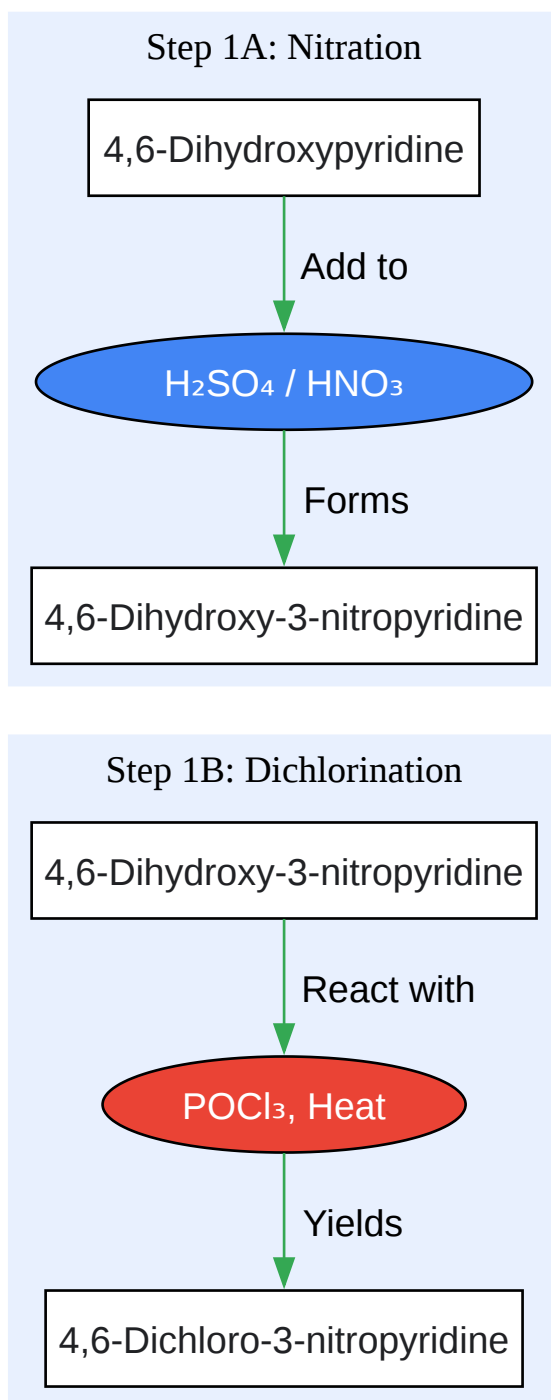 Step 1A: Nitration
4,6-Dihydroxypyridine
Add to
H₂SO₄ / HNO₃
Forms
4,6-Dihydroxy-3-nitropyridine
Step 1B: Dichlorination
4,6-Dihydroxy-3-nitropyridine
React with
POCl₃, Heat
Yields
4,6-Dichloro-3-nitropyridine